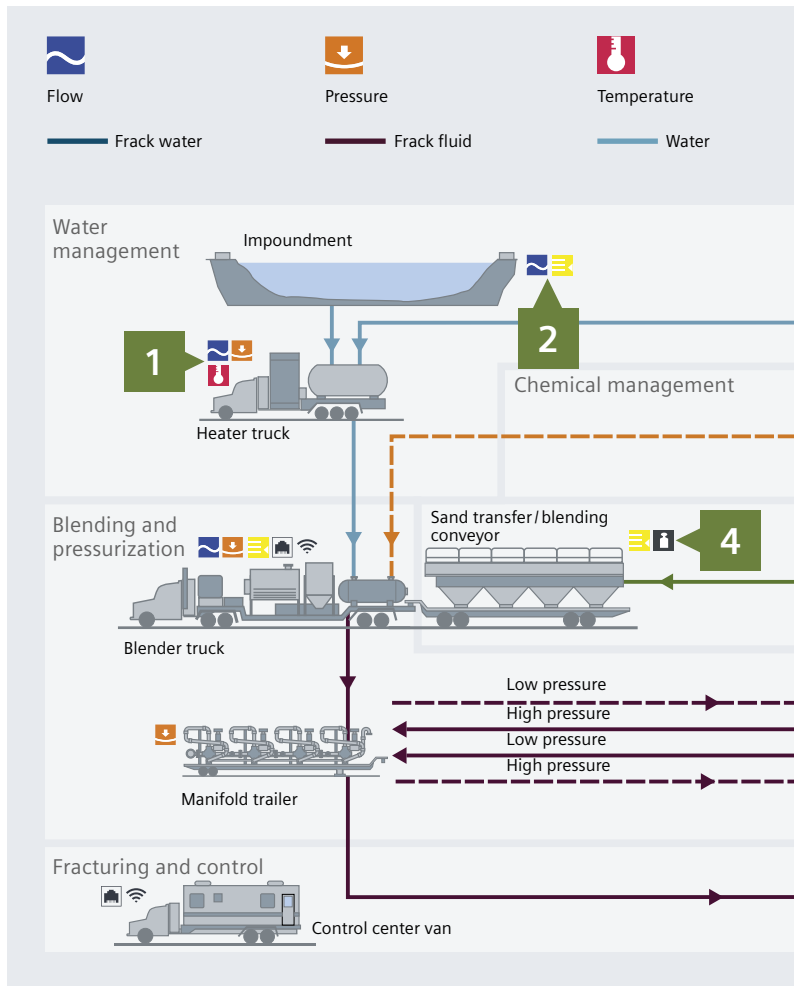 Flow
Pressure
Temperature
Frack water
Frack fluid
Water
Water
management
Impoundment
1
2
Chemical management
Heater truck
Blending and
pressurization
Sand transfer/blending
conveyor
4
Blender truck
Low pressure
High pressure
Low pressure
High pressure
Manifold trailer
Fracturing and control
Control center van